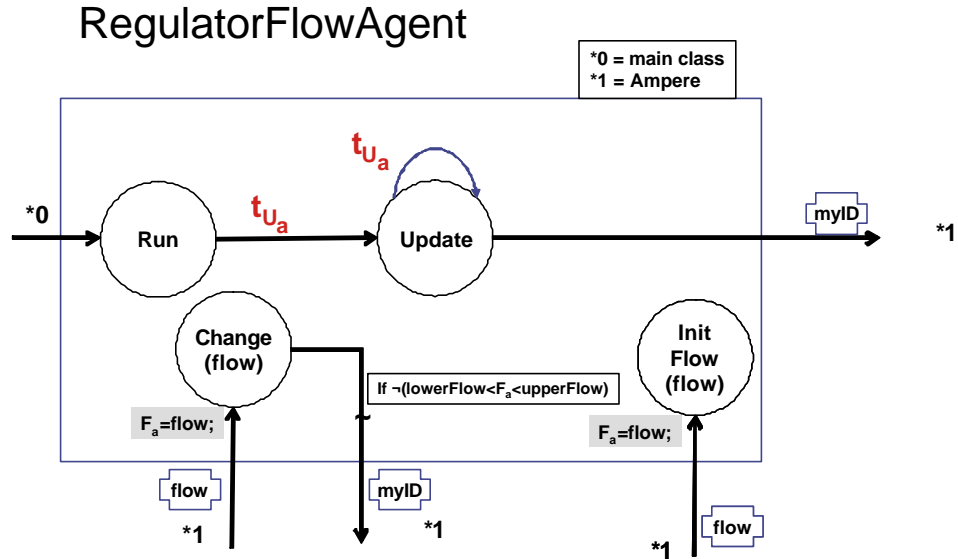 RegulatorFlowAgent
*0 = main class
*1 = Ampere
tUa
tUa
*0
Run
Update
myID
*1
Change
(flow)
Init
Flow
(flow)
If ¬(lowerFlow<Fa<upperFlow)
Fa=flow;
Fa=flow;
flow
myID
flow
*1
*1
*1